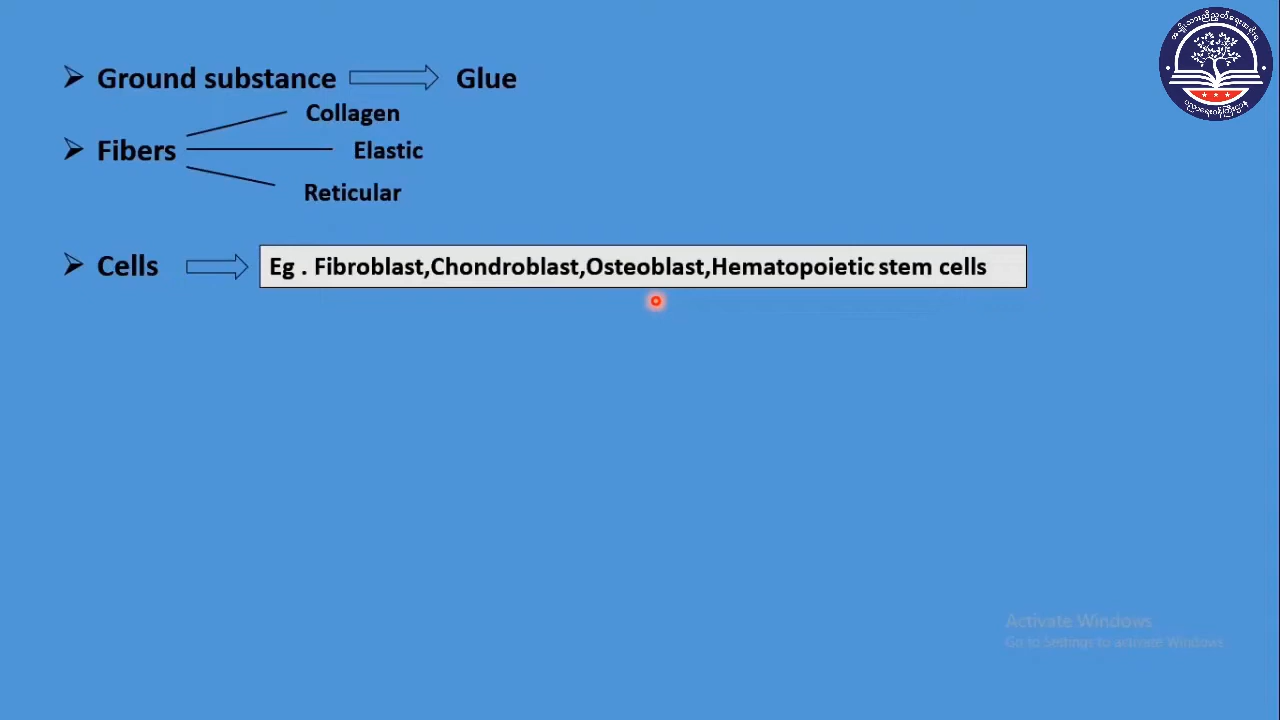 Ground substance
Glue
Collagen
Fibers
Elastic
Reticular
Cells
Eg . Fibroblast,Chondroblast,Osteoblast,Hematopoietic stem cells
Activate Windows
Go to Settings to activate Windows.